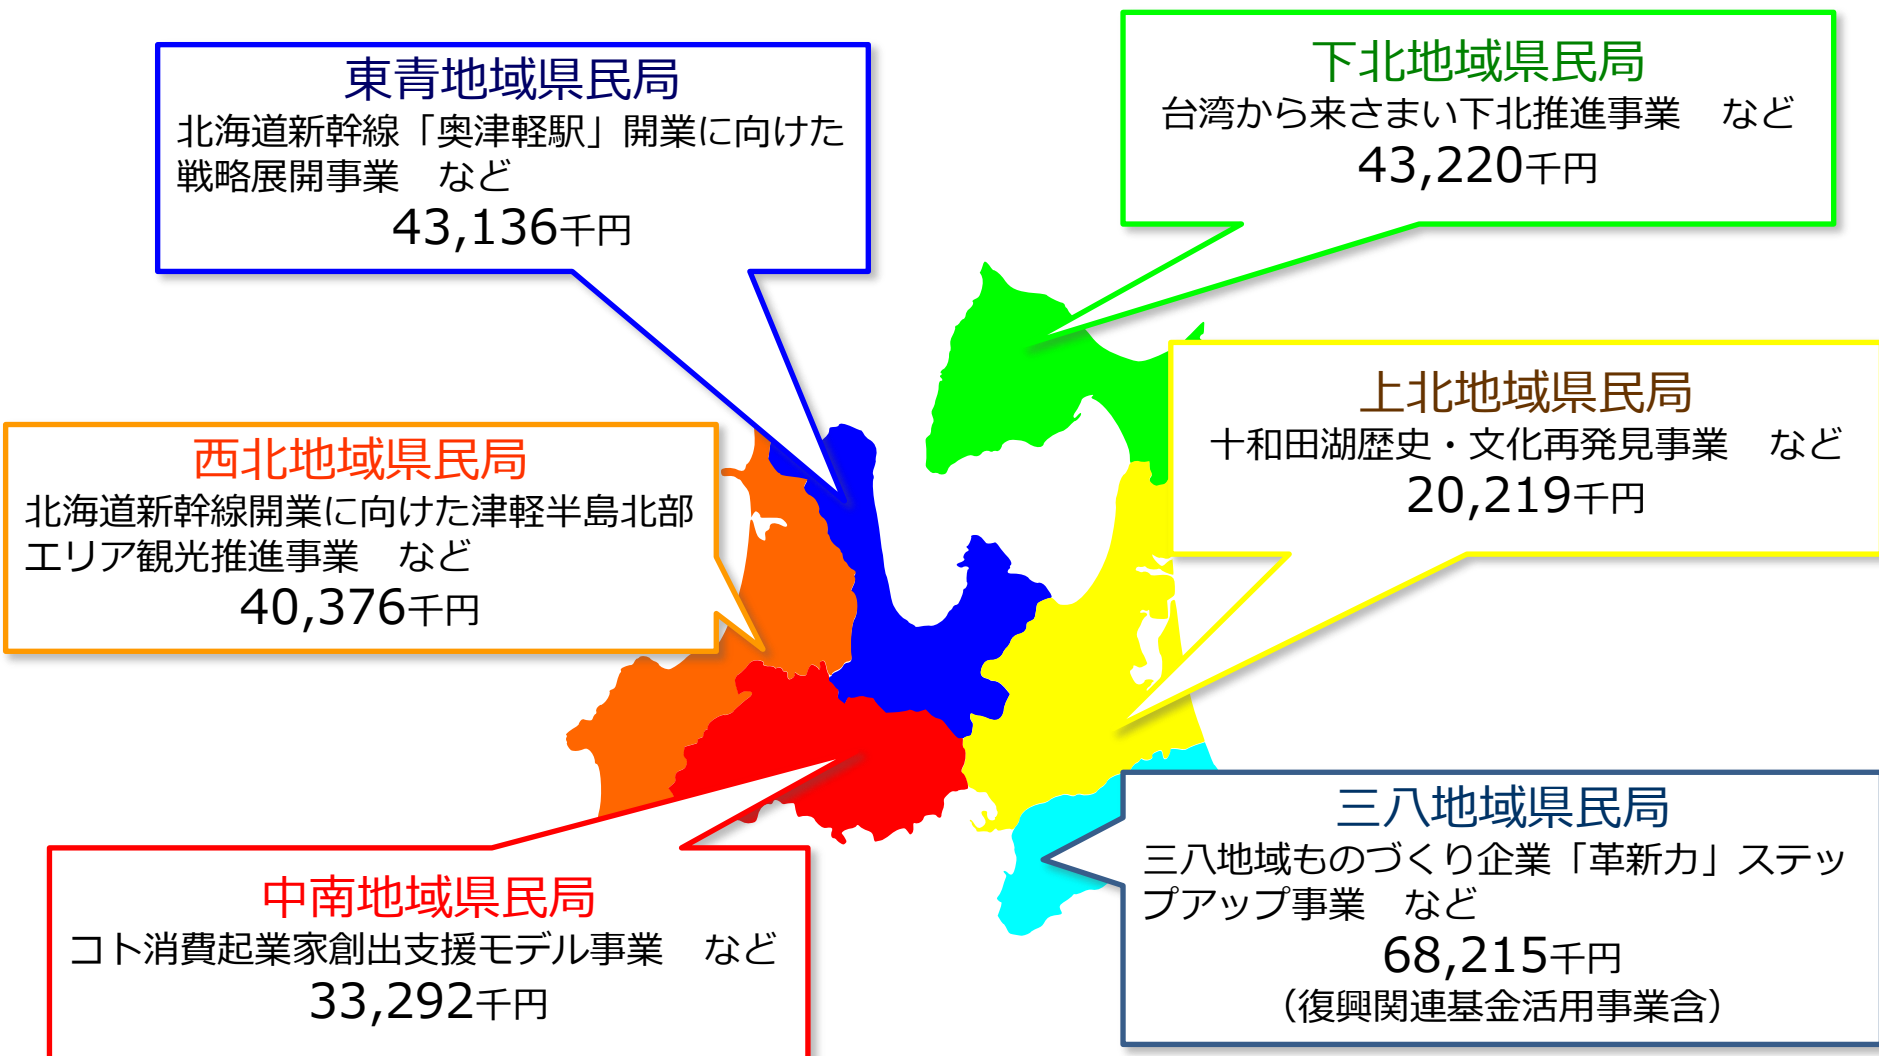 東青地域県民局
北海道新幹線「奥津軽駅」開業に向けた
戦略展開事業　など
43,136千円
下北地域県民局
台湾から来さまい下北推進事業　など
43,220千円
西北地域県民局
北海道新幹線開業に向けた津軽半島北部
エリア観光推進事業　など
40,376千円
上北地域県民局
十和田湖歴史・文化再発見事業　など
20,219千円
中南地域県民局
コト消費起業家創出支援モデル事業　など
33,292千円
三八地域県民局
三八地域ものづくり企業「革新力」ステッ
プアップ事業　など
68,215千円
（復興関連基金活用事業含）